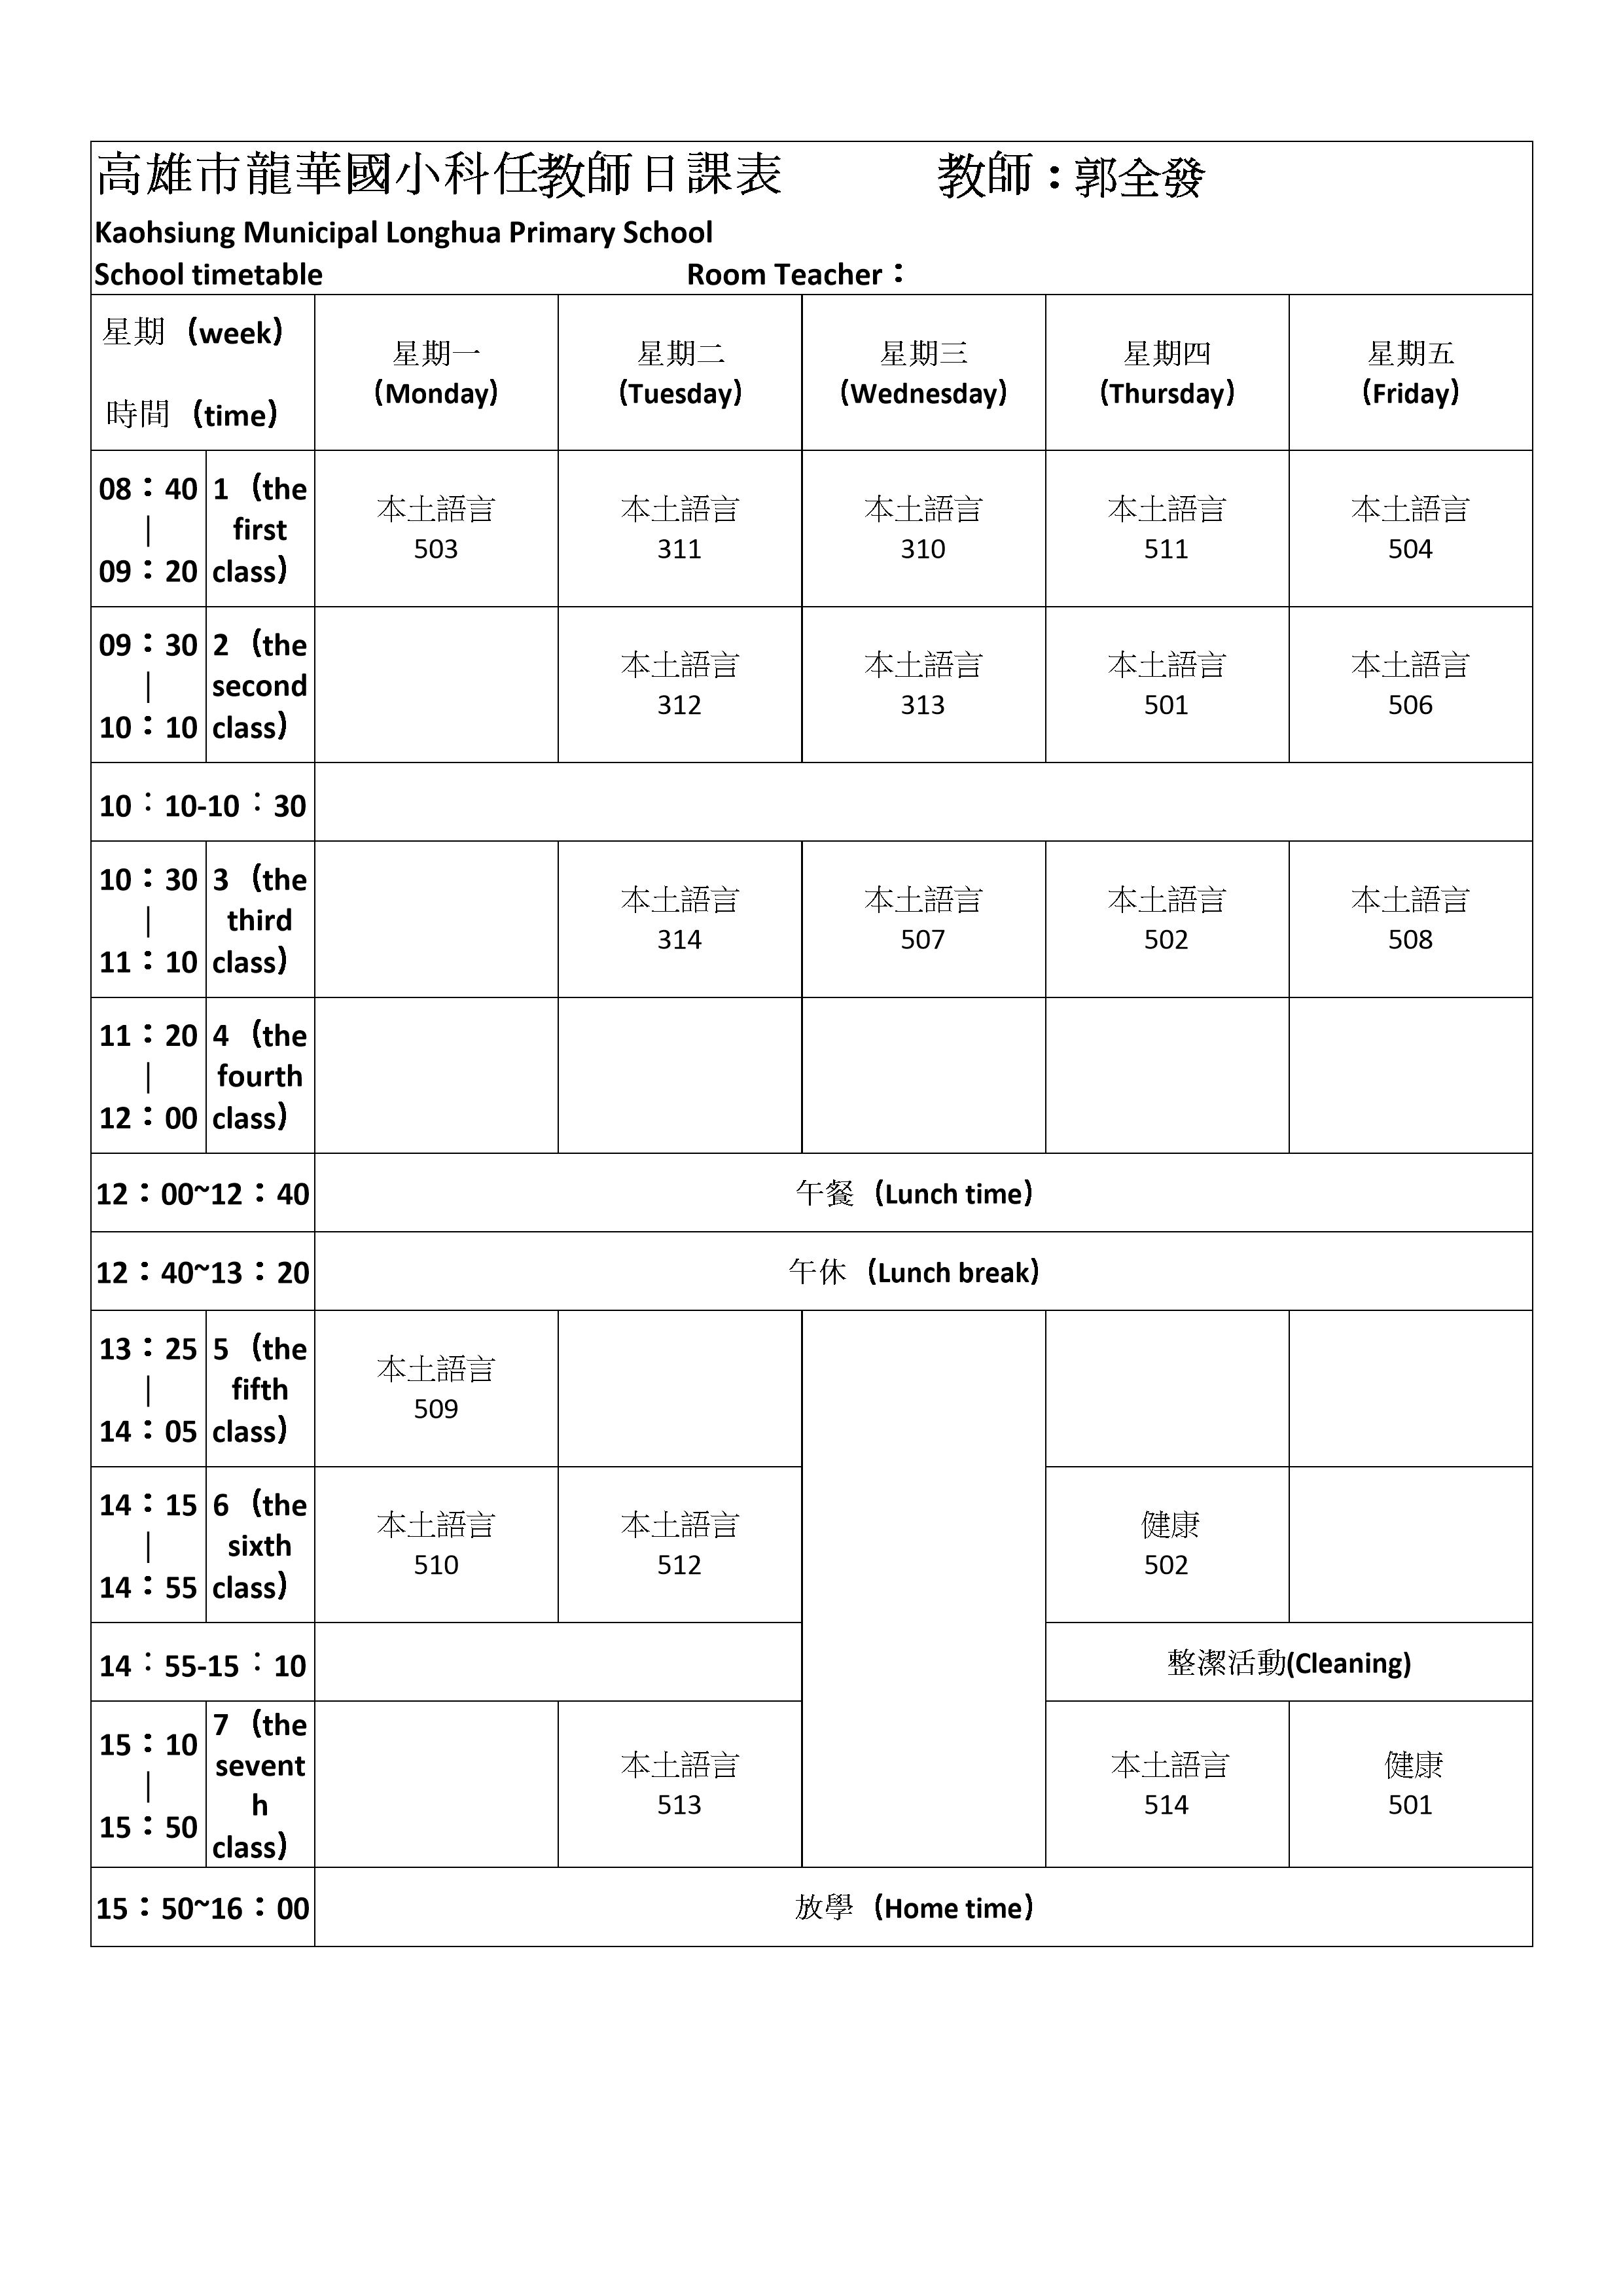 高雄市龍華國小科任教師日課表 教師：郭全發
Kaohsiung Municipal Longhua Primary School
School timetable Room Teacher：
星期（week）
時間（time）
星期一
（Monday）
星期二
（Tuesday）
星期三
（Wednesday）
星期四
（Thursday）
星期五
（Friday）
08：40
|
09：20
1（the
first
class）
本土語言
503
本土語言
311
本土語言
310
本土語言
511
本土語言
504
09：30
|
10：10
2（the
second
class）
本土語言
312
本土語言
313
本土語言
501
本土語言
506
10：10-10：30
10：30
|
11：10
3（the
third
class）
本土語言
314
本土語言
507
本土語言
502
本土語言
508
11：20
|
12：00
4（the
fourth
class）
12：00~12：40
午餐（Lunch time）
12：40~13：20
午休（Lunch break）
13：25
|
14：05
5（the
fifth
class）
本土語言
509
14：15
|
14：55
6（the
sixth
class）
本土語言
510
本土語言
512
健康
502
14：55-15：10
整潔活動(Cleaning)
15：10
|
15：50
7（the
sevent
h
class）
本土語言
513
本土語言
514
健康
501
15：50~16：00
放學（Home time）